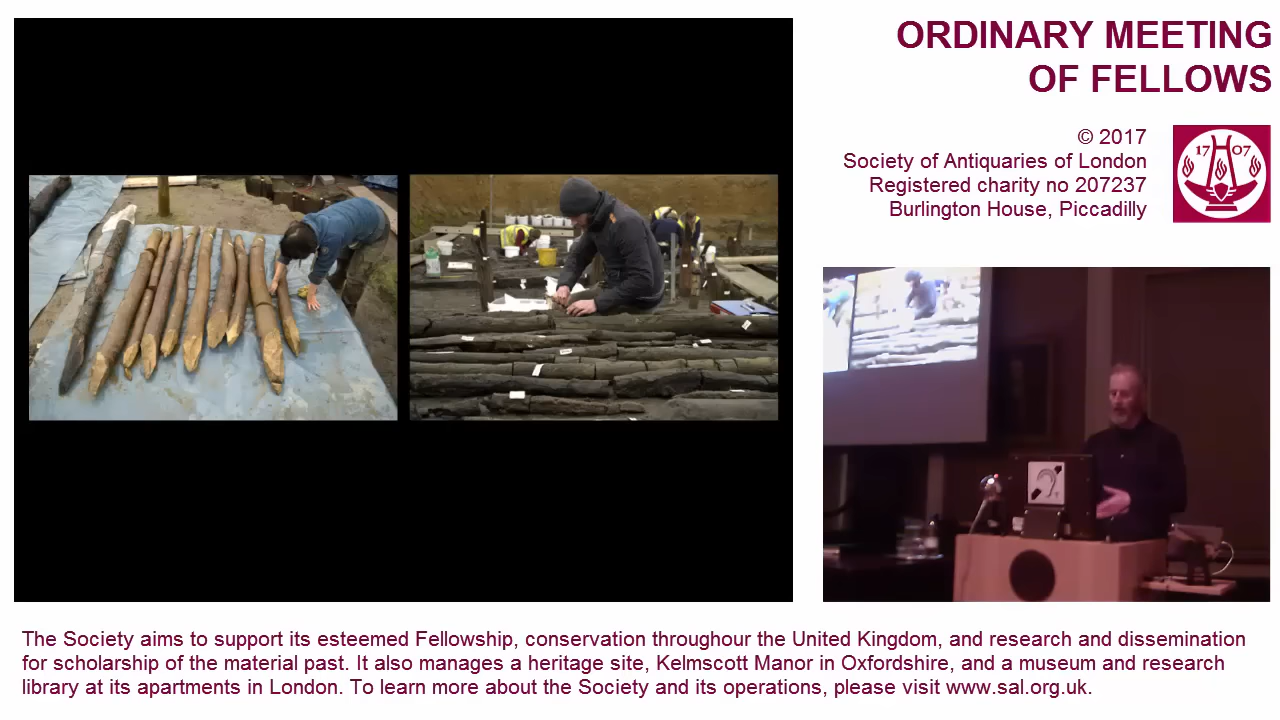 ORDINARY MEETING
OF FELLOWS
© 2017
Society of Antiquaries of London
Registered charity no 207237
Burlington House, Piccadilly
17 07
The Society aims to support its esteemed Fellowship, conservation throughour the United Kingdom, and research and dissemination
for scholarship of the material past. It also manages a heritage site, Kelmscott Manor in Oxfordshire, and a museum and research
library at its apartments in London. To learn more about the Society and its operations, please visit www.sal.org.uk.